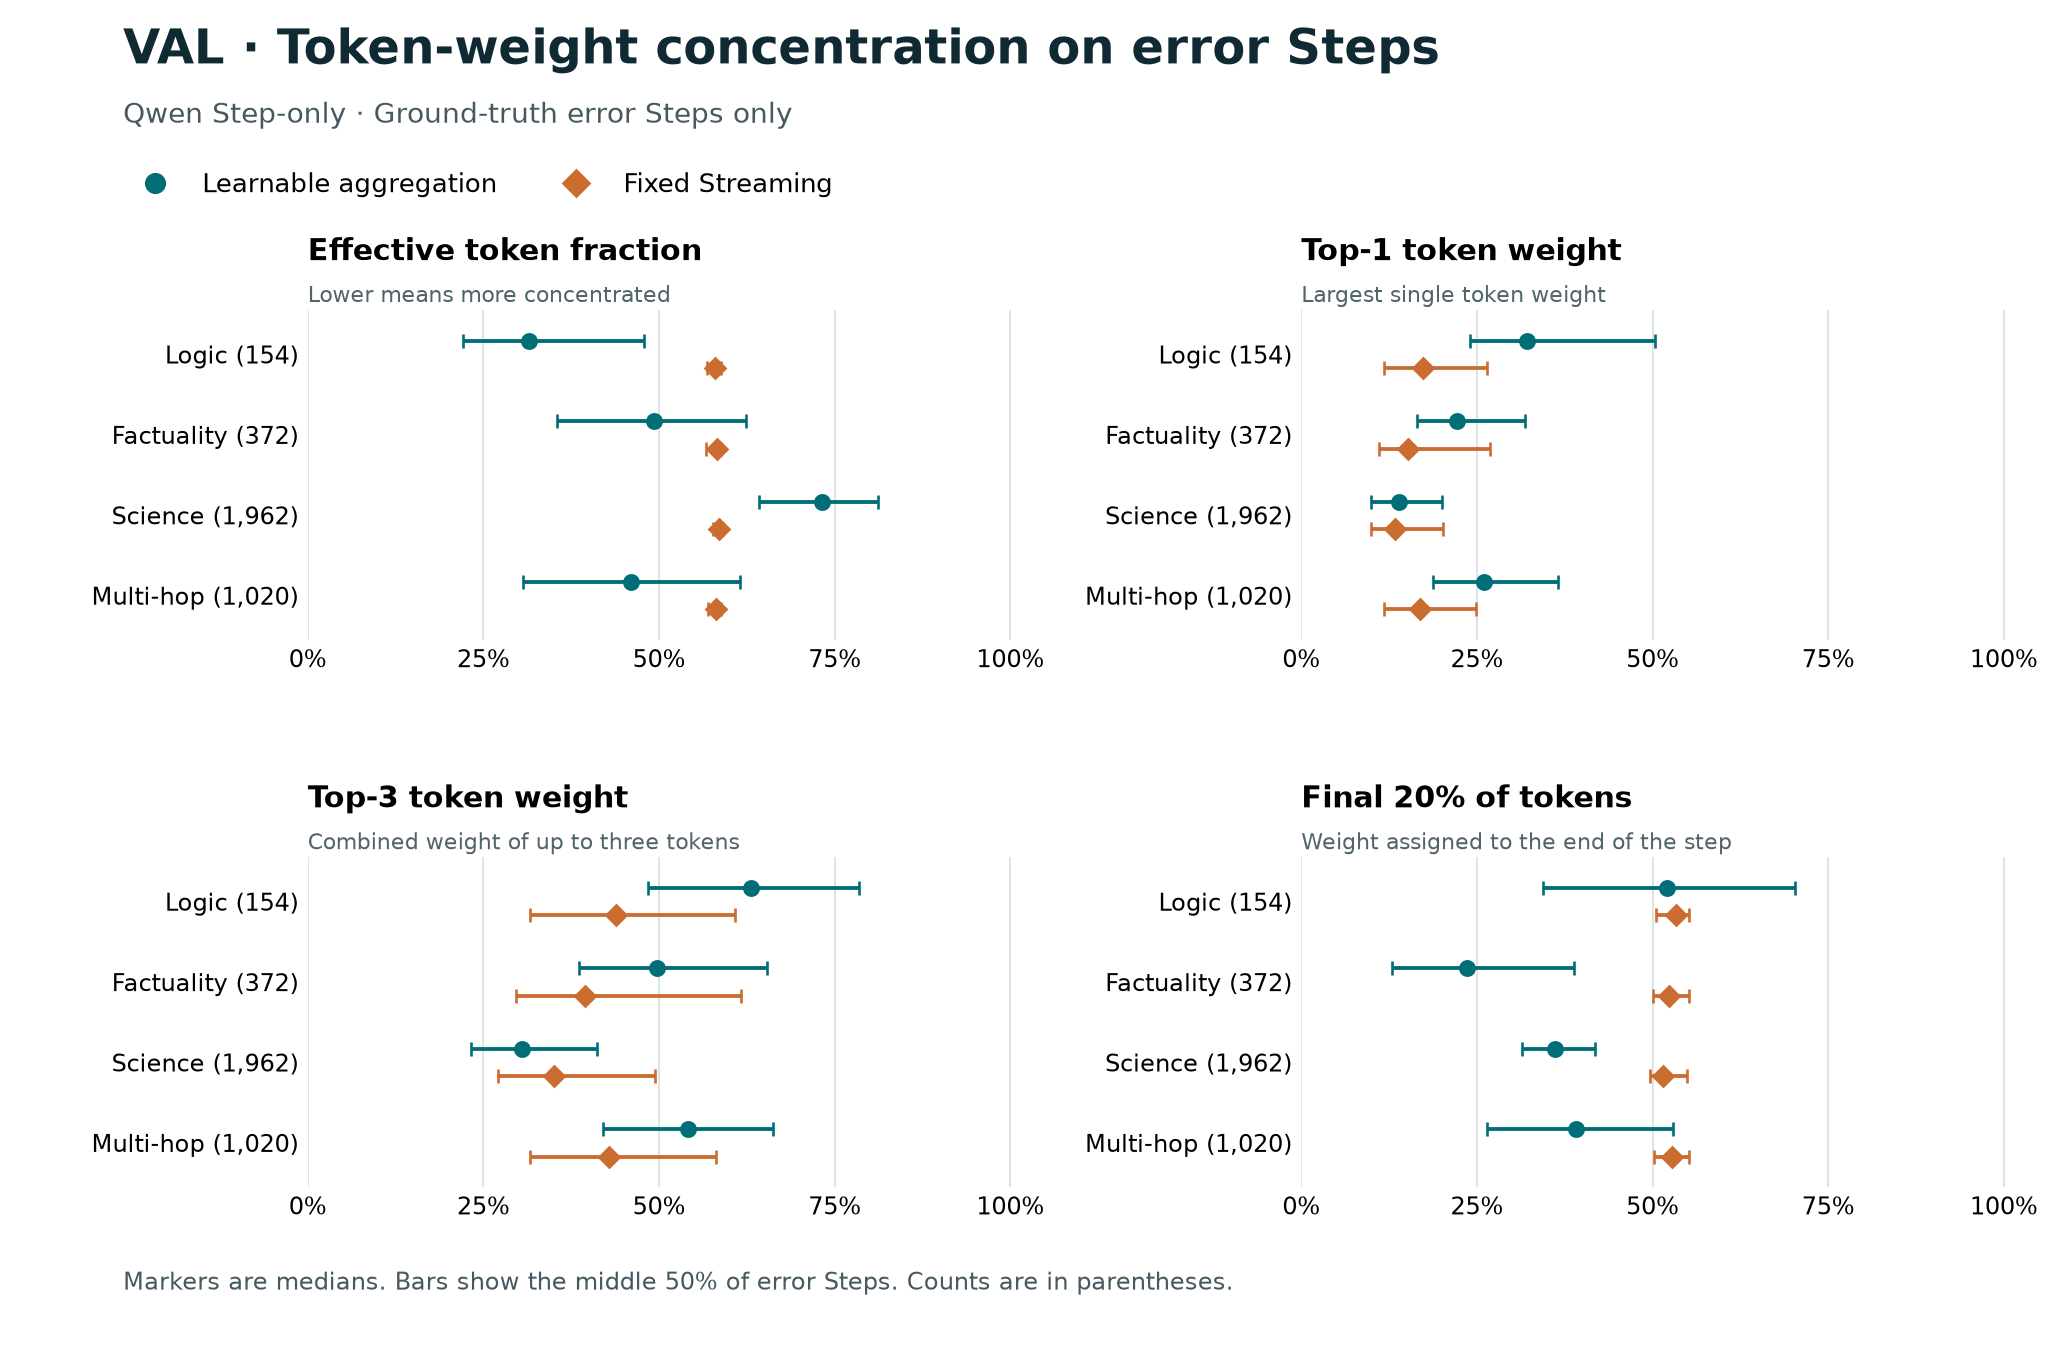 VAL · Token-weight concentration on error Steps
Qwen Step-only · Ground-truth error Steps only
Learnable aggregation
Fixed Streaming
Effective token fraction
Lower means more concentrated
Logic (154)
Factuality (372)
Science (1,962)
Multi-hop (1,020)
0% 25% 50% 75% 100%
Top-1 token weight
Largest single token weight
Logic (154)
Factuality (372)
Science (1,962)
Multi-hop (1,020)
0% 25% 50% 75% 100%
Top-3 token weight
Combined weight of up to three tokens
Logic (154)
Factuality (372)
Science (1,962)
Multi-hop (1,020)
0% 25% 50% 75% 100%
Final 20% of tokens
Weight assigned to the end of the step
Logic (154)
Factuality (372)
Science (1,962)
Multi-hop (1,020)
0% 25% 50% 75% 100%
Markers are medians. Bars show the middle 50% of error Steps. Counts are in parentheses.